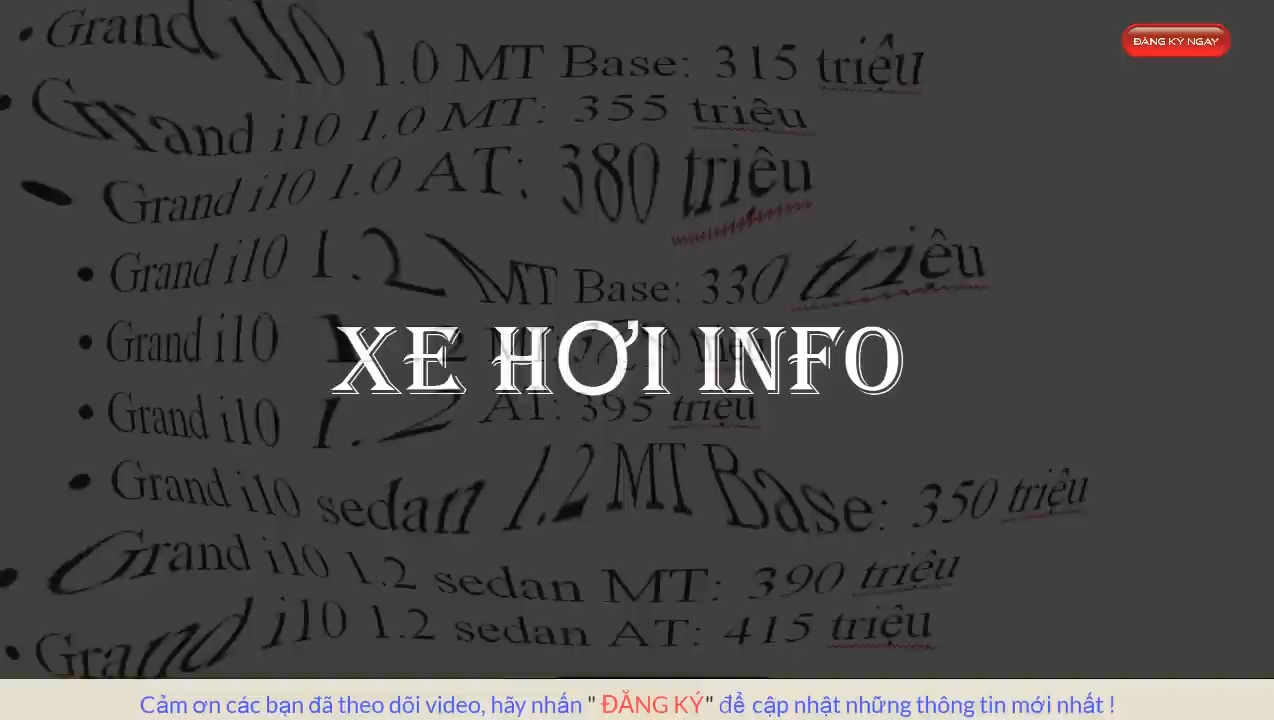 • Grand i10 1.0 MT Base: 315 triệu
ĐĂNG KÝ NGAY
• Grand i10 1.0 MT: 355 triệu
• Grand i10 1.0 AT: 380 triệu
• Grand i10 1.2 MT Base: 330 triệu
• Grand i10 1.2 MT:
XE HƠI INFO
• Grand i10 1.2 AT: 395 triệu
• Grand i10 sedan 1.2 MT Base: 350 triệu
• Grand i10 1.2 sedan MT: 390 triệu
• Grand i10 1.2 sedan AT: 415 triệu
Cảm ơn các bạn đã theo dõi video, hãy nhấn " ĐĂNG KÝ" để cập nhật những thông tin mới nhất !